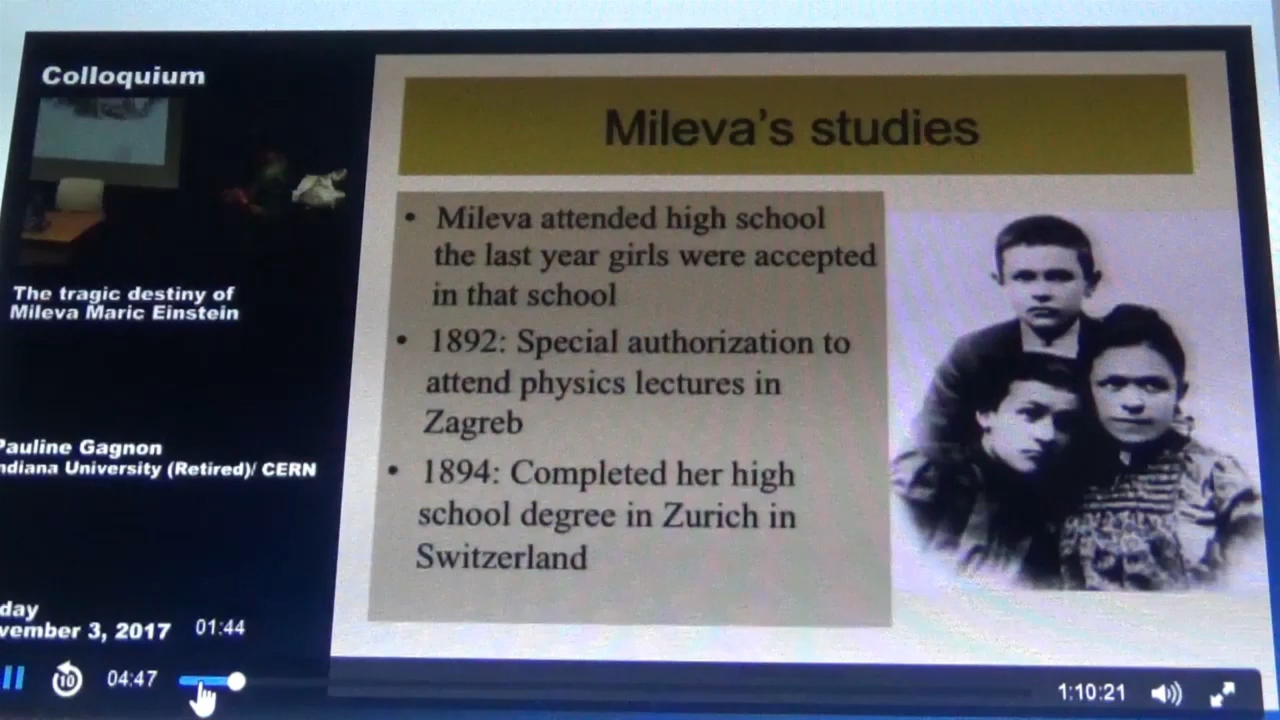 Colloquium
The tragic destiny of
Mileva Maric Einstein
Pauline Gagnon
ndiana University (Retired)/ CERN
day
vember 3, 2017
01:44
10
04:47
1:10:21
Mileva's studies
• Mileva attended high school
the last year girls were accepted
in that school
• 1892: Special authorization to
attend physics lectures in
Zagreb
• 1894: Completed her high
school degree in Zurich in
Switzerland